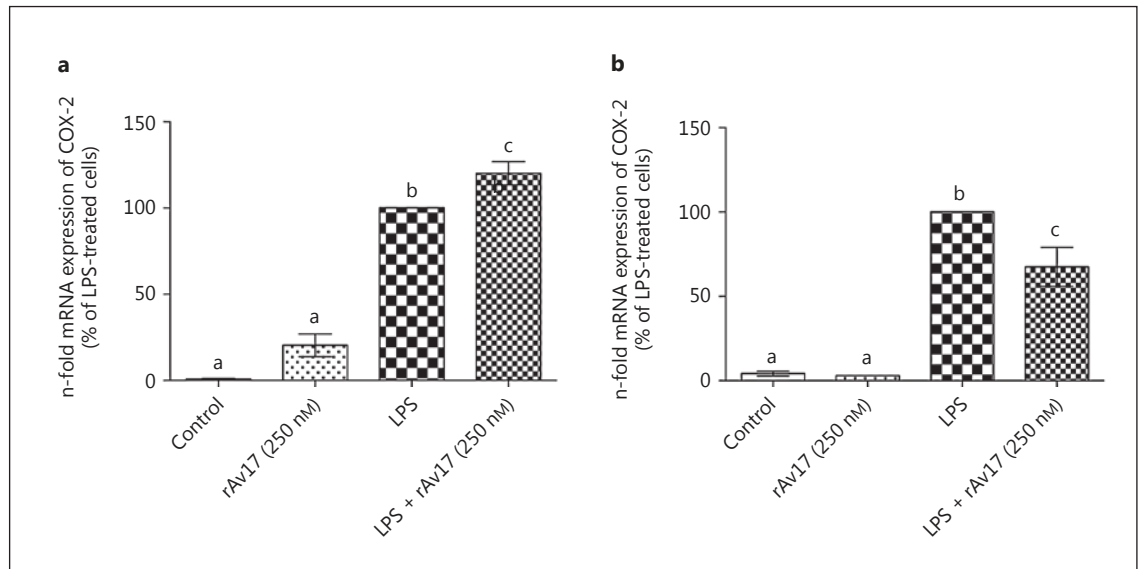 a
n-fold mRNA expression of COX-2
(% of LPS-treated cells)
150
100
50
0
a
a
b
c
Control
rAv17 (250 nM)
LPS
LPS + rAv17 (250 nM)
b
n-fold mRNA expression of COX-2
(% of LPS-treated cells)
150
100
50
0
a
a
b
c
Control
rAv17 (250 nM)
LPS
LPS + rAv17 (250 nM)